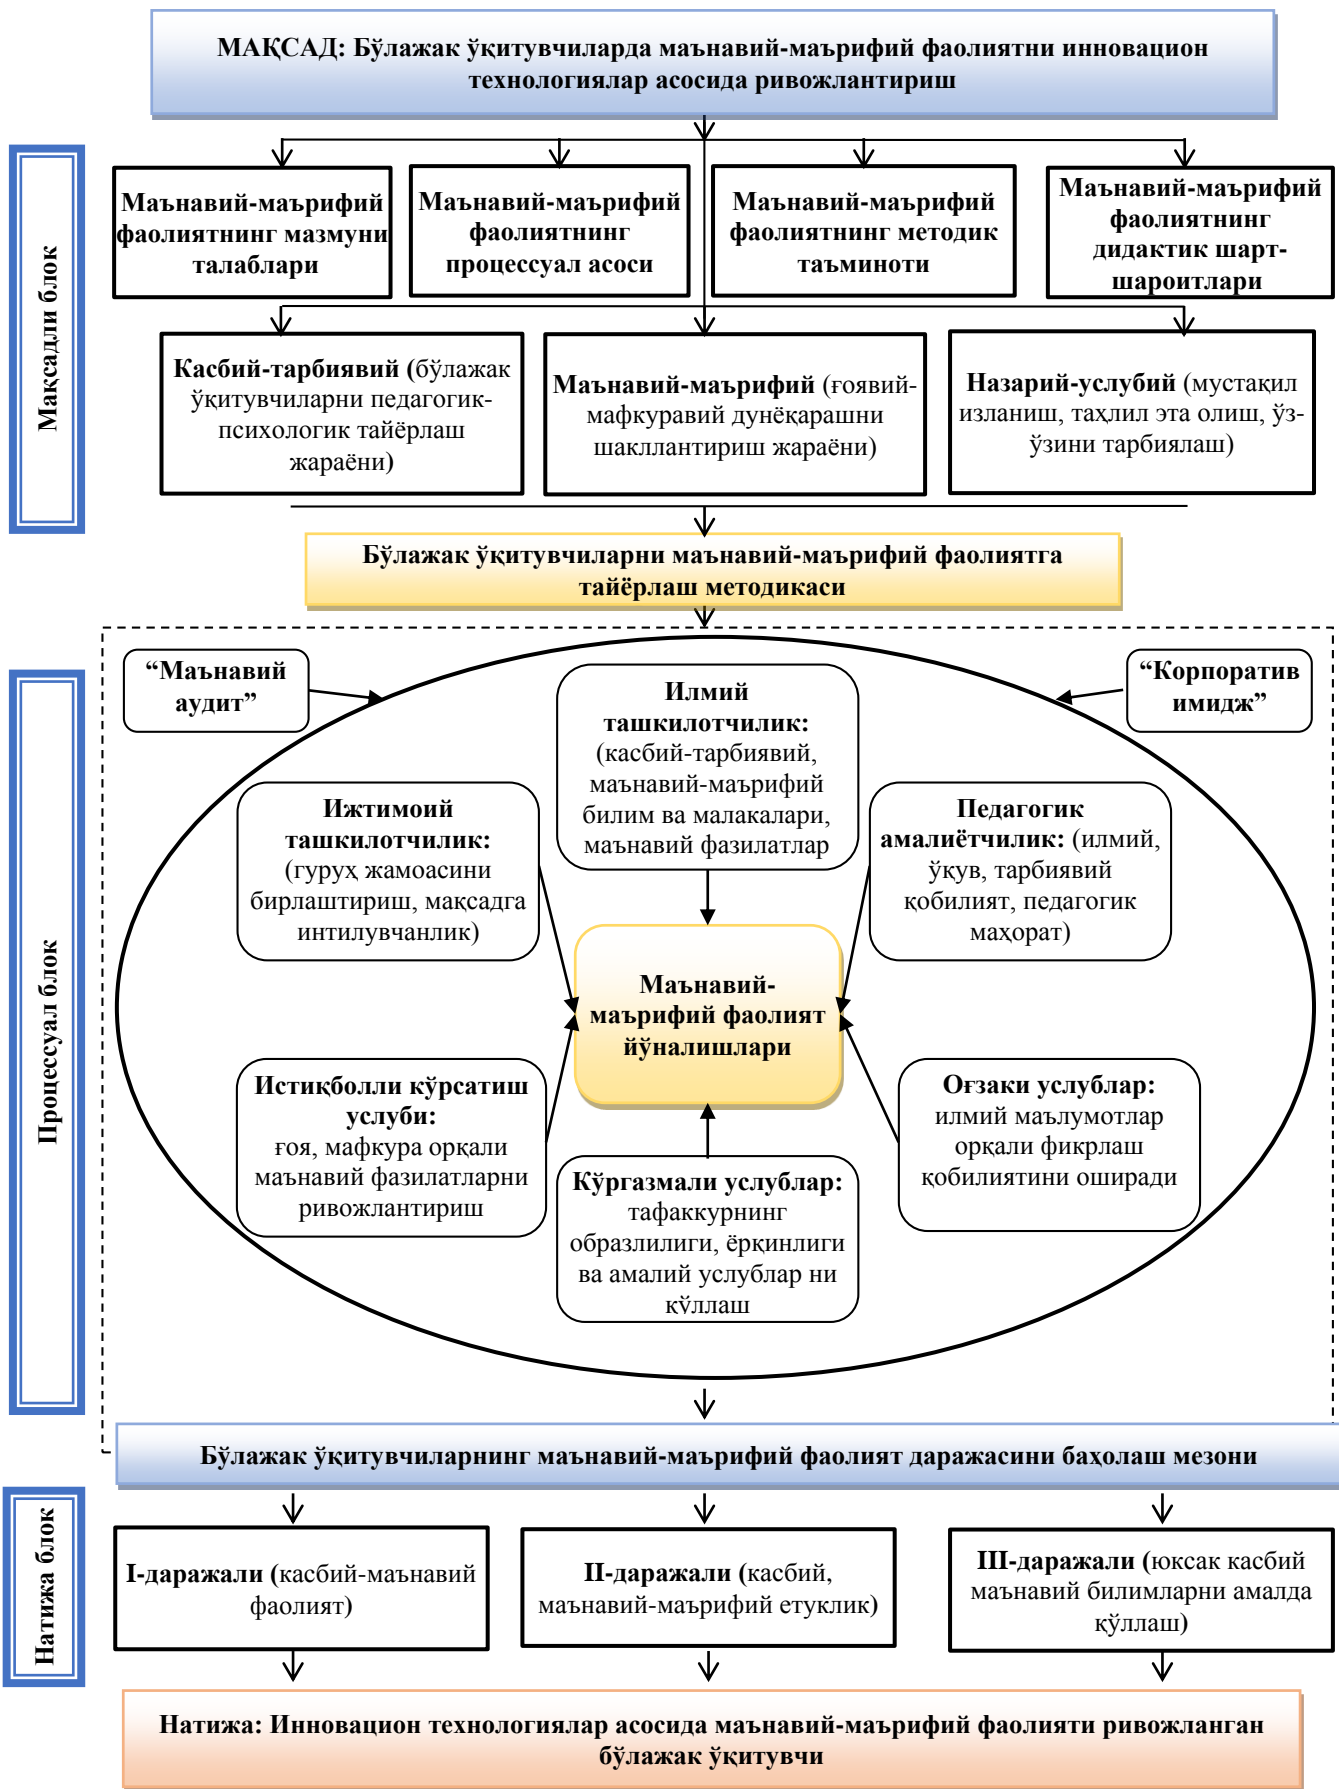 МАҚСАД: Бўлажак ўқитувчиларда маънавий-маърифий фаолиятни инновацион
технологиялар асосида ривожлантириш
Мақсадли блок
Маънавий-маърифий
фаолиятнинг мазмуни
талаблари
Маънавий-маърифий
фаолиятнинг
процессуал асоси
Маънавий-маърифий
фаолиятнинг методик
таъминоти
Маънавий-маърифий
фаолиятнинг
дидактик шарт-
шароитлари
Касбий-тарбиявий (бўлажак
ўқитувчиларни педагогик-
психологик тайёрлаш
жараёни)
Маънавий-маърифий (ғоявий-
мафкуравий дунёқарашни
шакллантириш жараёни)
Назарий-услубий (мустақил
изланиш, таҳлил эта олиш, ўз-
ўзини тарбиялаш)
Бўлажак ўқитувчиларни маънавий-маърифий фаолиятга
тайёрлаш методикаси
Процессуал блок
“Маънавий
аудит”
“Корпоратив
имидж”
Илмий
ташкилотчилик:
(касбий-тарбиявий,
маънавий-маърифий
билим ва малакалари,
маънавий фазилатлар
Ижтимоий
ташкилотчилик:
(гуруҳ жамоасини
бирлаштириш, мақсадга
интилувчанлик)
Педагогик
амалиётчилик: (илмий,
ўқув, тарбиявий
қобилият, педагогик
маҳорат)
Маънавий-
маърифий фаолият
йўналишлари
Истиқболли кўрсатиш
услуби:
ғоя, мафкура орқали
маънавий фазилатларни
ривожлантириш
Оғзаки услублар:
илмий маълумотлар
орқали фикрлаш
қобилиятини оширади
Кўргазмали услублар:
тафаккурнинг
образлилиги, ёрқинлиги
ва амалий услублар ни
қўллаш
Бўлажак ўқитувчиларнинг маънавий-маърифий фаолият даражасини баҳолаш мезони
Натижа блок
I-даражали (касбий-маънавий
фаолият)
II-даражали (касбий,
маънавий-маърифий етуклик)
III-даражали (юксак касбий
маънавий билимларни амалда
қўллаш)
Натижа: Инновацион технологиялар асосида маънавий-маърифий фаолияти ривожланган
бўлажак ўқитувчи